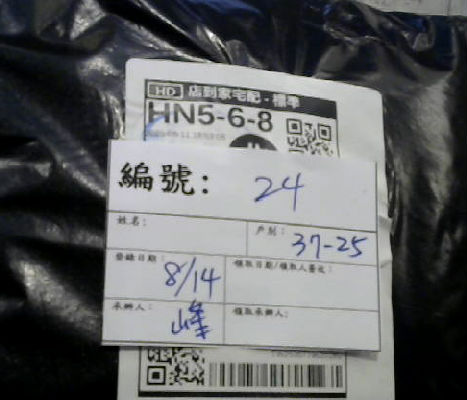 HD 店到家宅配-標準
HN5-6-8
編號: 24
姓名:
戶別: 37-25
登錄日期: 8/14
領取日期/領取人簽收:
承辦人: 峰
領取承辦人: